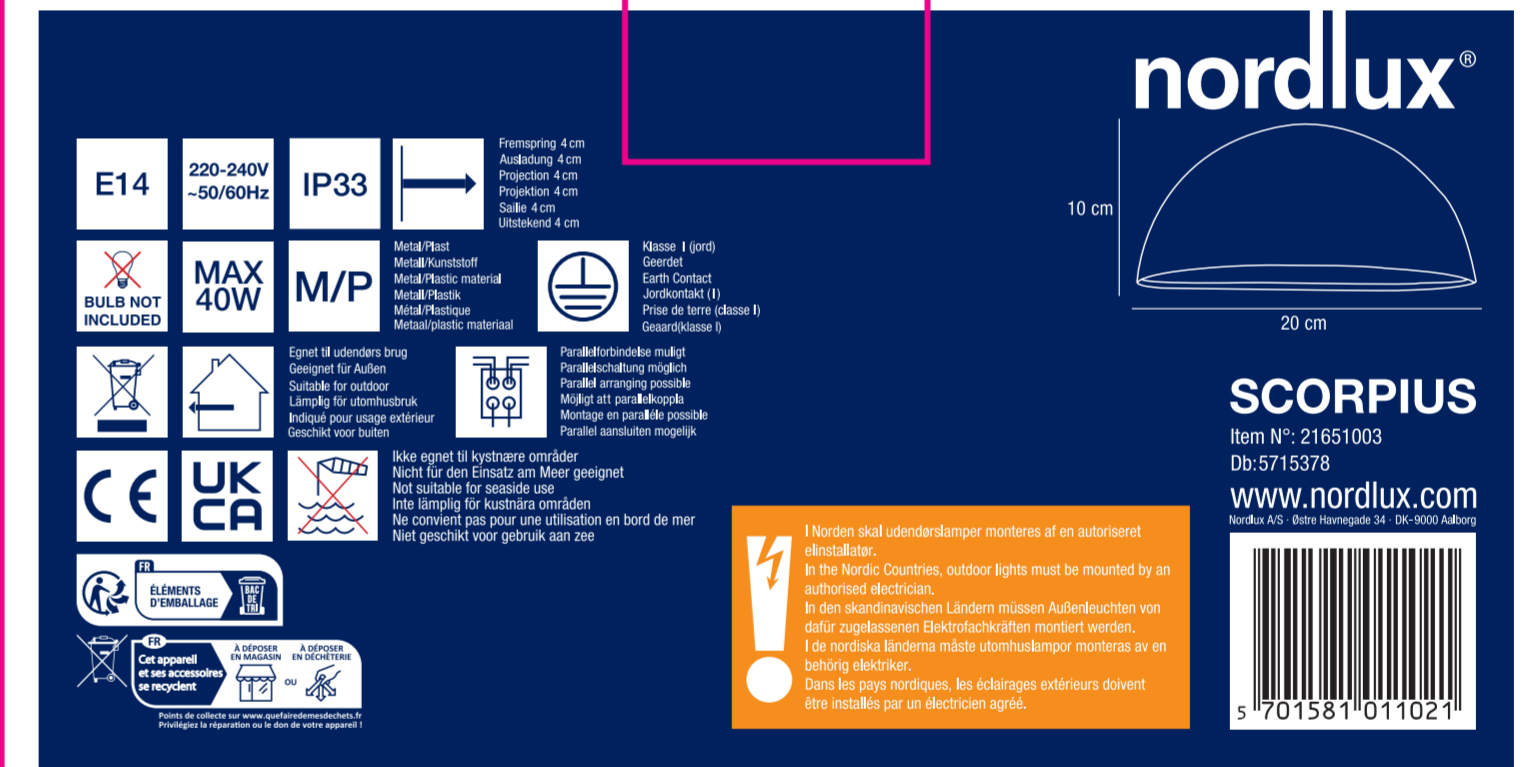 nordlux®
E14
220-240V
~50/60Hz
IP33
Fremspring 4 cm
Ausladung 4 cm
Projection 4 cm
Projektion 4 cm
Saillie 4 cm
Uitstekend 4 cm
10 cm
20 cm
BULB NOT
INCLUDED
MAX
40W
M/P
Metal/Plast
Metall/Kunststoff
Metal/Plastic material
Metall/Plastik
Métal/Plastique
Metaal/plastic materiaal
Klasse I (jord)
Geerdet
Earth Contact
Jordkontakt (I)
Prise de terre (classe I)
Geaard(klasse I)
Egnet til udendørs brug
Geeignet für Außen
Suitable for outdoor
Lämplig för utomhusbruk
Indiqué pour usage extérieur
Geschikt voor buiten
Parallelforbindelse muligt
Parallelschaltung möglich
Parallel arranging possible
Möjligt att parallelkoppla
Montage en paralléle possible
Parallel aansluiten mogelijk
CE
UK
CA
Ikke egnet til kystnære områder
Nicht für den Einsatz am Meer geeignet
Not suitable for seaside use
Inte lämplig för kustnära områden
Ne convient pas pour une utilisation en bord de mer
Niet geschikt voor gebruik aan zee
FR
ÉLÉMENTS
D'EMBALLAGE
BAC
DE
TRI
FR
Cet appareil
et ses accessoires
se recyclent
À DÉPOSER
EN MAGASIN
OU
À DÉPOSER
EN DÉCHÈTERIE
Points de collecte sur www.quefairedemesdechets.fr
Privilégiez la réparation ou le don de votre appareil !
I Norden skal udendørslamper monteres af en autoriseret
elinstallatør.
In the Nordic Countries, outdoor lights must be mounted by an
authorised electrician.
In den skandinavischen Ländern müssen Außenleuchten von
dafür zugelassenen Elektrofachkräften montiert werden.
I de nordiska länderna måste utomhuslampor monteras av en
behörig elektriker.
Dans les pays nordiques, les éclairages extérieurs doivent
être installés par un électricien agréé.
SCORPIUS
Item N°: 21651003
Db:5715378
www.nordlux.com
Nordlux A/S · Østre Havnegade 34 · DK-9000 Aalborg
5 701581 011021